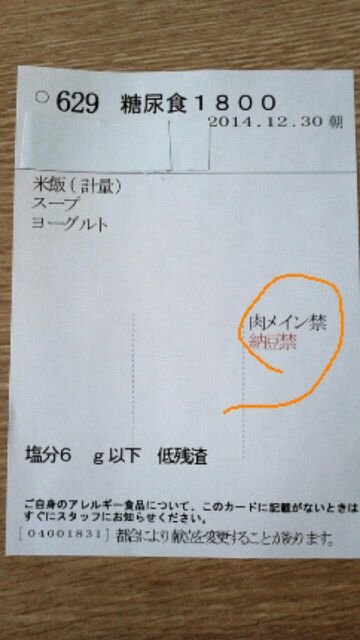 ○629 糖尿食1800
2014.12.30 朝
米飯(計量)
スープ
ヨーグルト
肉メイン禁
納豆禁
塩分6 g以下 低残渣
ご自身のアレルギー食品について、このカードに記載がないときは
すぐにスタッフにお知らせください。
[04601831] 都合により献立を変更することがあります。